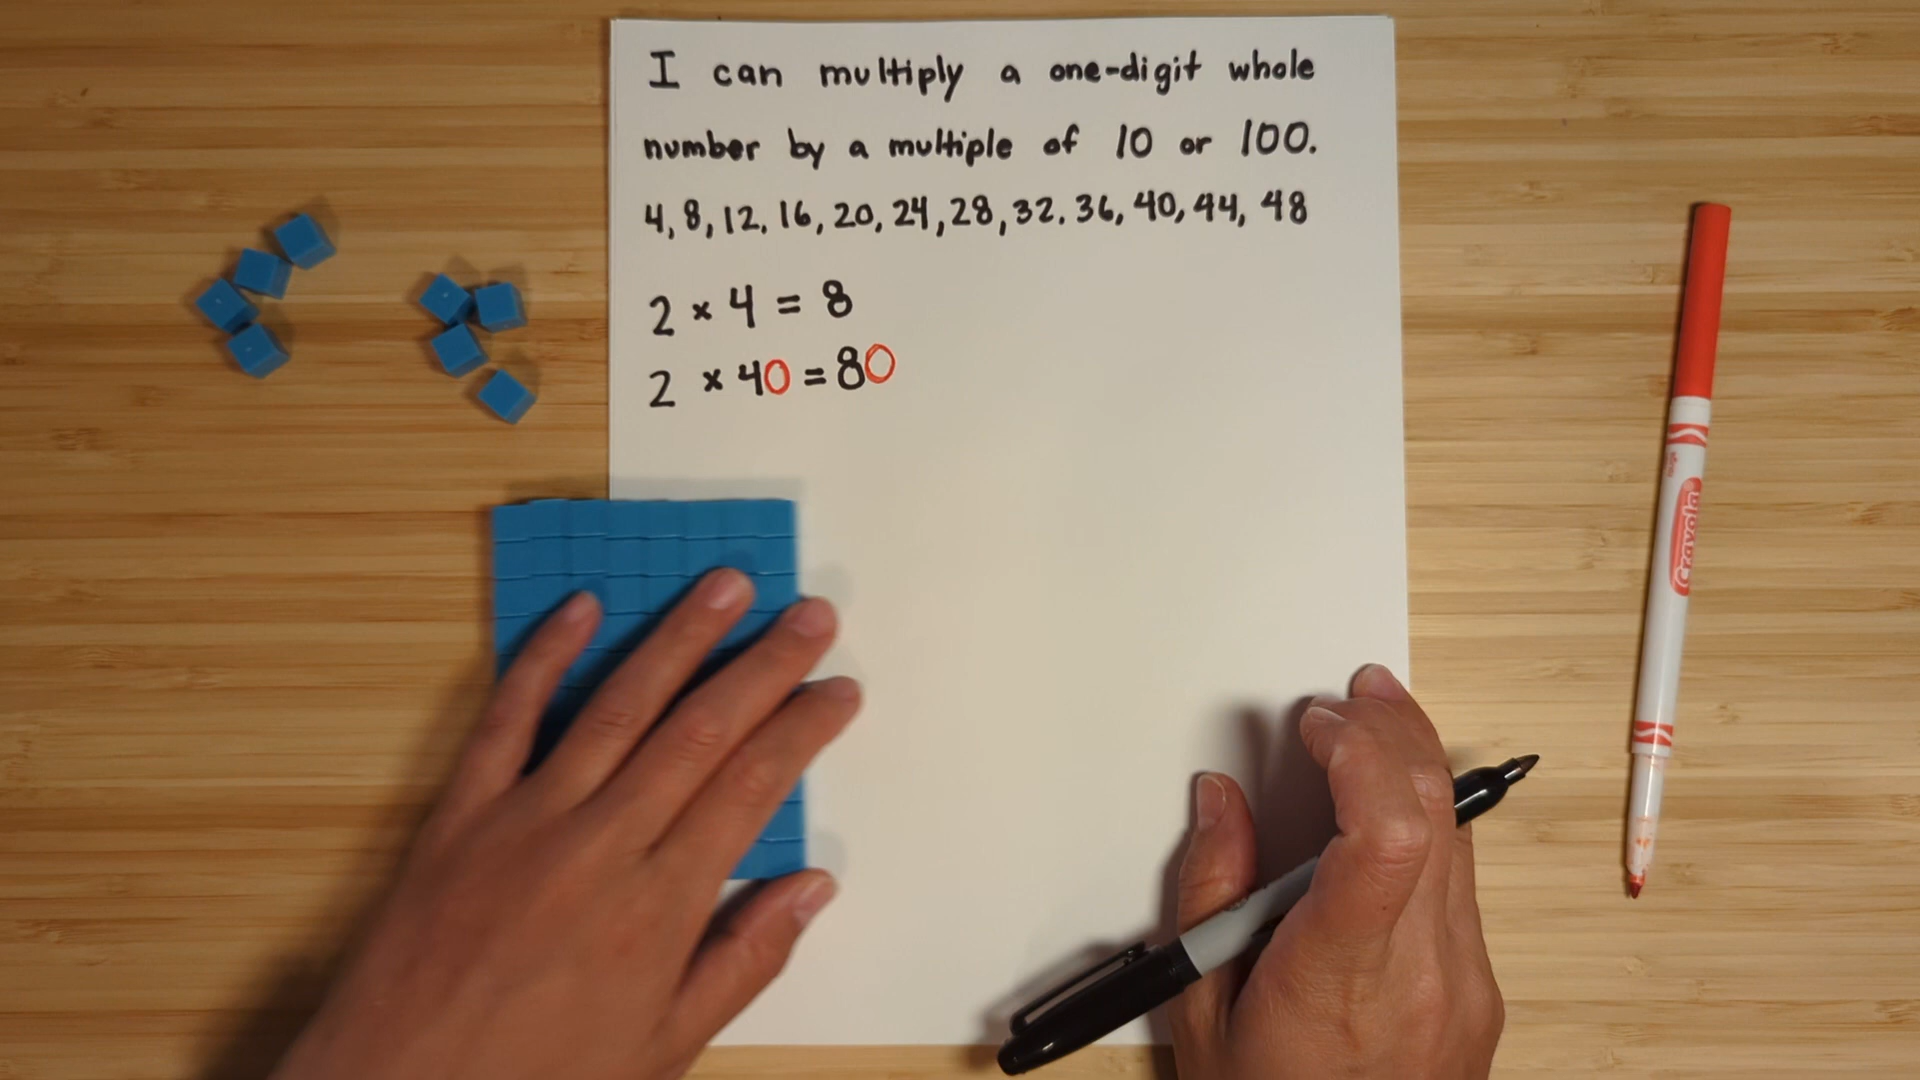 I can multiply a one-digit whole
number by a multiple of 10 or 100.
4, 8, 12. 16, 20, 24, 28, 32. 36, 40, 44, 48
2 × 4 = 8
2 × 40 = 80
Crayola